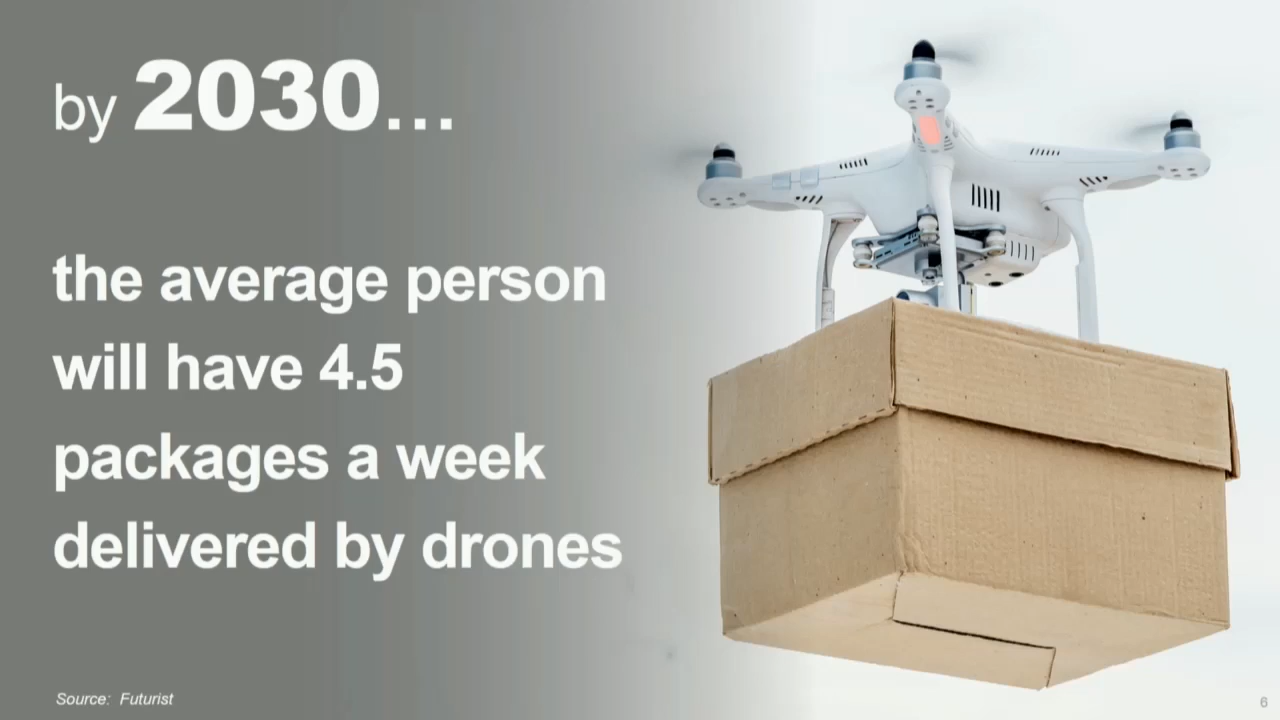 by 2030...
the average person
will have 4.5
packages a week
delivered by drones
Source: Futurist
6